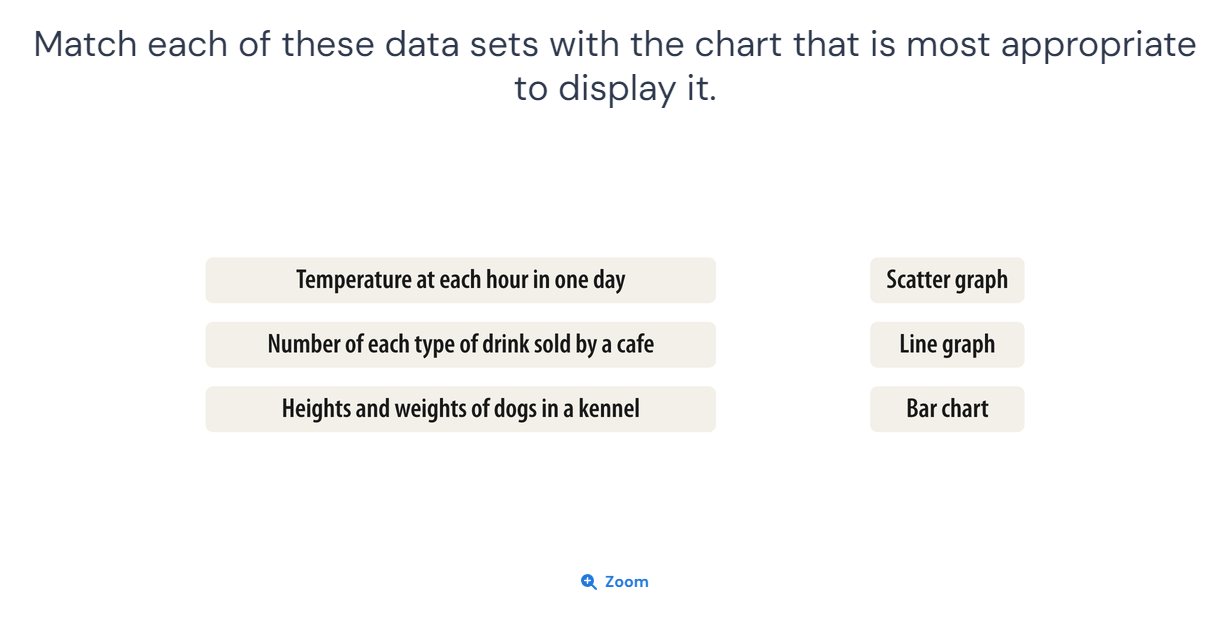 Match each of these data sets with the chart that is most appropriate
to display it.
Temperature at each hour in one day
Scatter graph
Number of each type of drink sold by a cafe
Line graph
Heights and weights of dogs in a kennel
Bar chart
Zoom